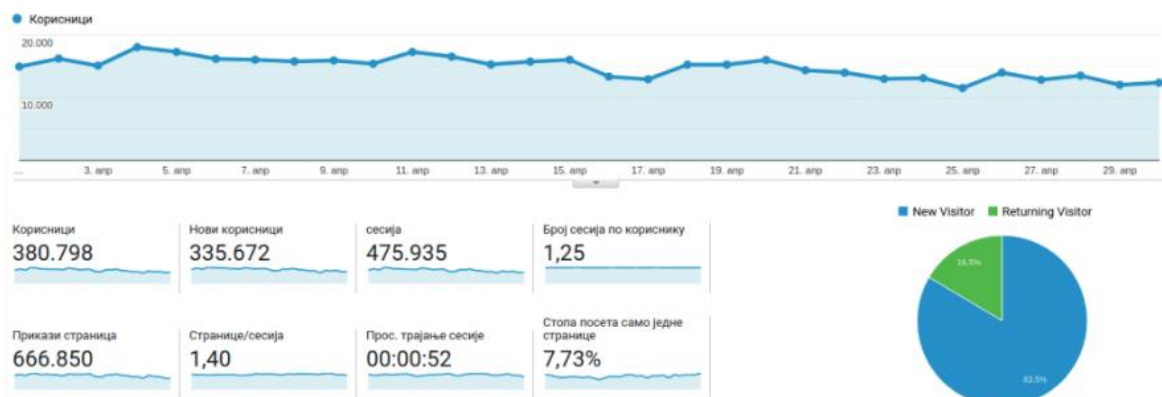 Корисници
20.000
10.000
...
3. апр
5. апр
7. апр
9. апр
11. апр
13. апр
15. апр
17. апр
19. апр
21. апр
23. апр
25. апр
27. апр
29. апр
New Visitor
Returning Visitor
Корисници
380.798
Нови корисници
335.672
сесија
475.935
Број сесија по кориснику
1,25
Прикази страница
666.850
Странице/сесија
1,40
Прос. трајање сесије
00:00:52
Стопа посета само једне
странице
7,73%
16,5%
83,5%